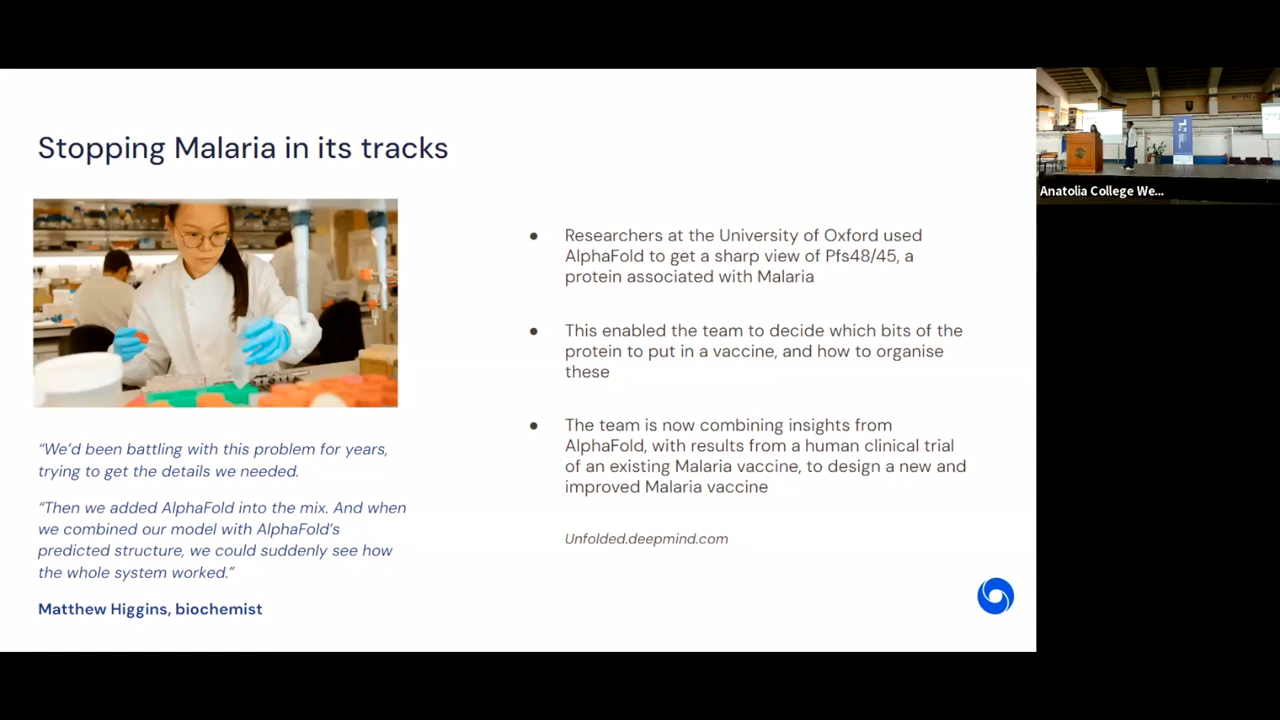 Stopping Malaria in its tracks
“We’d been battling with this problem for years,
trying to get the details we needed.
“Then we added AlphaFold into the mix. And when
we combined our model with AlphaFold’s
predicted structure, we could suddenly see how
the whole system worked.”
Matthew Higgins, biochemist
● Researchers at the University of Oxford used
AlphaFold to get a sharp view of Pfs48/45, a
protein associated with Malaria
● This enabled the team to decide which bits of the
protein to put in a vaccine, and how to organise
these
● The team is now combining insights from
AlphaFold, with results from a human clinical trial
of an existing Malaria vaccine, to design a new and
improved Malaria vaccine
Unfolded.deepmind.com
Anatolia College We...